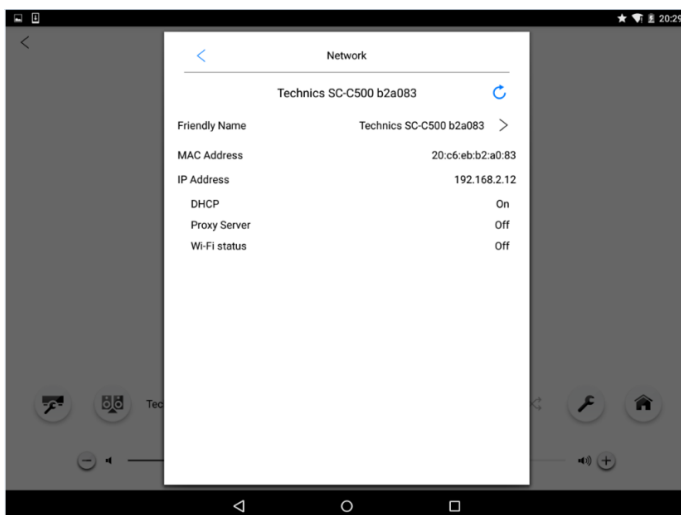 20:29
Network
Technics SC-C500 b2a083
Friendly Name Technics SC-C500 b2a083
MAC Address 20:c6:eb:b2:a0:83
IP Address 192.168.2.12
DHCP On
Proxy Server Off
Wi-Fi status Off
Tec